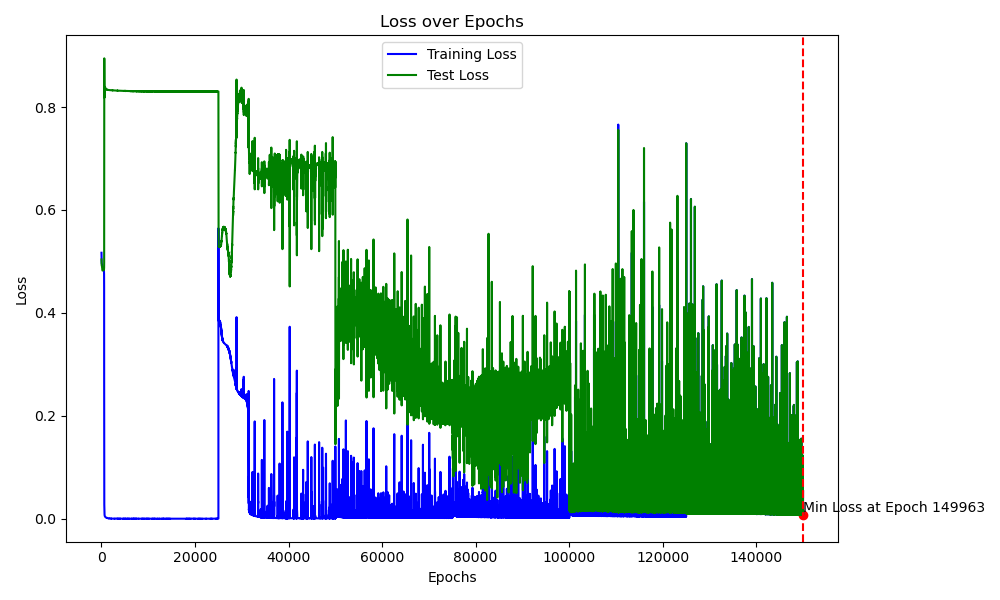 Loss over Epochs
Training Loss
Test Loss
Loss
0.8
0.6
0.4
0.2
0.0
Min Loss at Epoch 149963
0 20000 40000 60000 80000 100000 120000 140000
Epochs